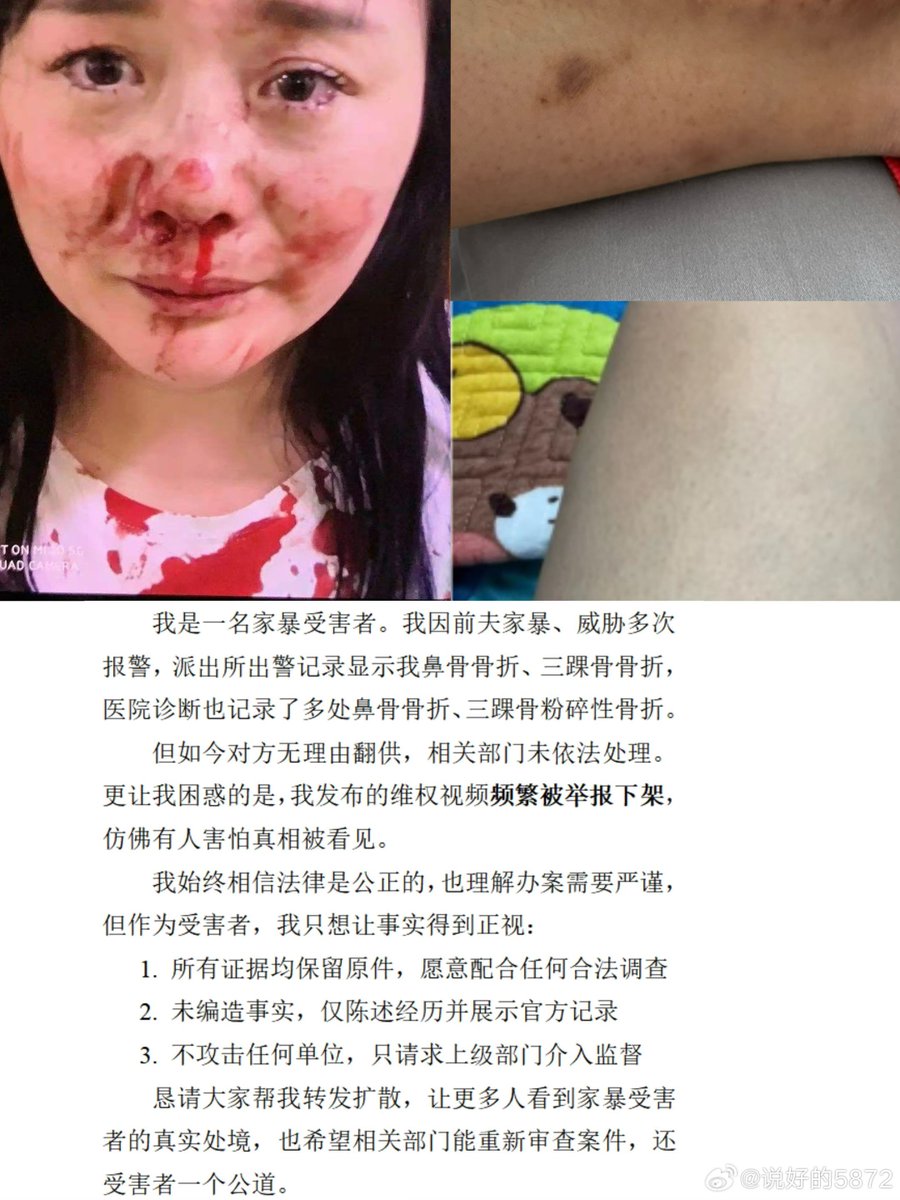 T ON MI 10 5G
UAD CAMERA
我是一名家暴受害者。我因前夫家暴、威胁多次
报警，派出所出警记录显示我鼻骨骨折、三踝骨骨折，
医院诊断也记录了多处鼻骨骨折、三踝骨粉碎性骨折。
但如今对方无理由翻供，相关部门未依法处理。
更让我困惑的是，我发布的维权视频频繁被举报下架，
仿佛有人害怕真相被看见。
我始终相信法律是公正的，也理解办案需要严谨，
但作为受害者，我只想让事实得到正视：
1. 所有证据均保留原件，愿意配合任何合法调查
2. 未编造事实，仅陈述经历并展示官方记录
3. 不攻击任何单位，只请求上级部门介入监督
恳请大家帮我转发扩散，让更多人看到家暴受害
者的真实处境，也希望相关部门能重新审查案件，还
受害者一个公道。
@说好的5872